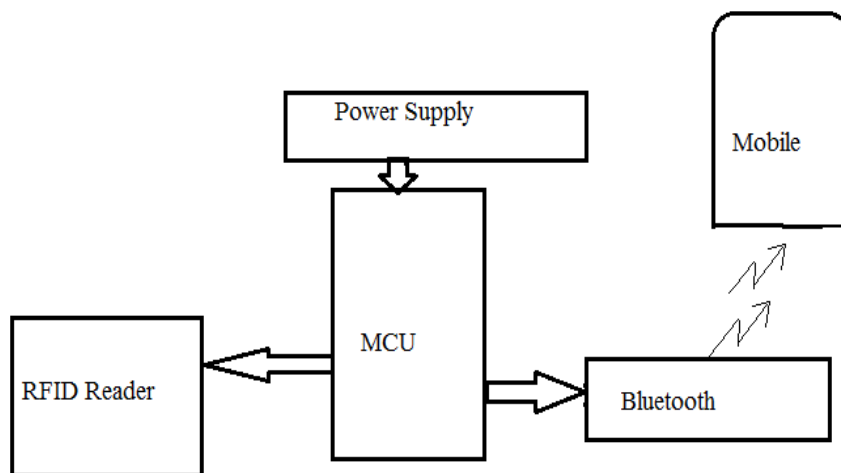 Power Supply
Mobile
MCU
RFID Reader
Bluetooth